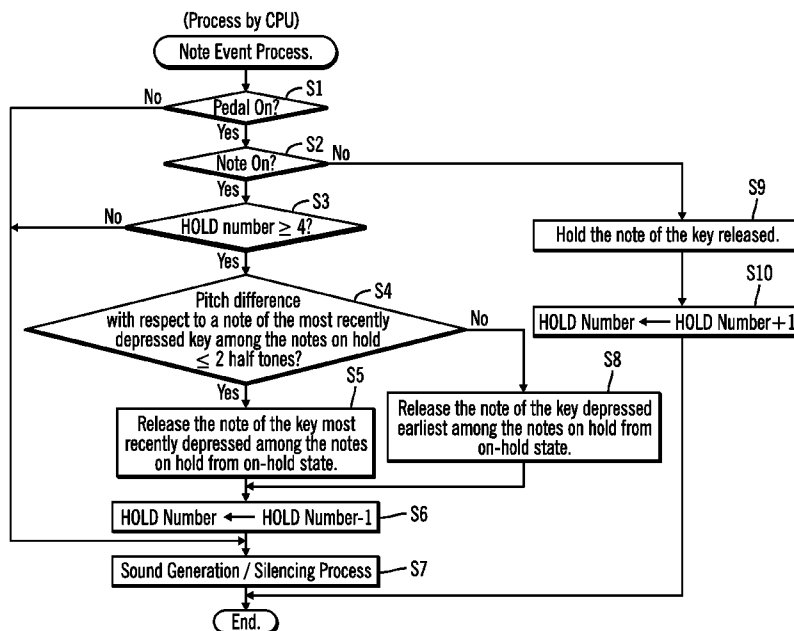 (Process by CPU)
Note Event Process.
S1
No
Pedal On?
Yes
S2
Note On?
No
Yes
S3
No
HOLD number ≥ 4?
Yes
S9
Hold the note of the key released.
S10
HOLD Number ← HOLD Number+1
S4
Pitch difference
with respect to a note of the most recently
depressed key among the notes on hold
≤ 2 half tones?
No
Yes
S5
Release the note of the key most
recently depressed among the notes
on hold from on-hold state.
S8
Release the note of the key depressed
earliest among the notes on hold from
on-hold state.
HOLD Number ← HOLD Number-1
S6
Sound Generation / Silencing Process
S7
End.